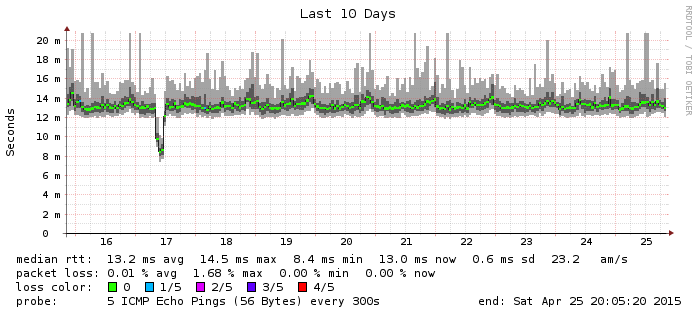 Last 10 Days
RRDTOOL / TOBI OETIKER
Seconds
20 m
18 m
16 m
14 m
12 m
10 m
8 m
6 m
4 m
2 m
0
16 17 18 19 20 21 22 23 24 25
median rtt: 13.2 ms avg 14.5 ms max 8.4 ms min 13.0 ms now 0.6 ms sd 23.2 am/s
packet loss: 0.01 % avg 1.68 % max 0.00 % min 0.00 % now
loss color: 0 1/5 2/5 3/5 4/5
probe: 5 ICMP Echo Pings (56 Bytes) every 300s end: Sat Apr 25 20:05:20 2015